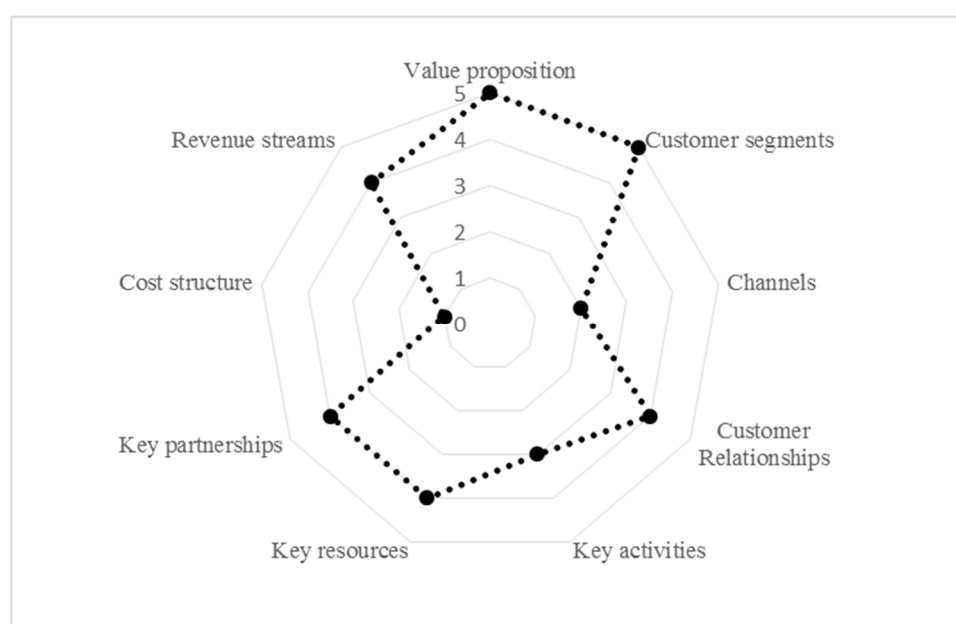 Value proposition
5
Revenue streams
Customer segments
4
3
2
Cost structure
1
Channels
0
Key partnerships
Customer
Relationships
Key resources
Key activities